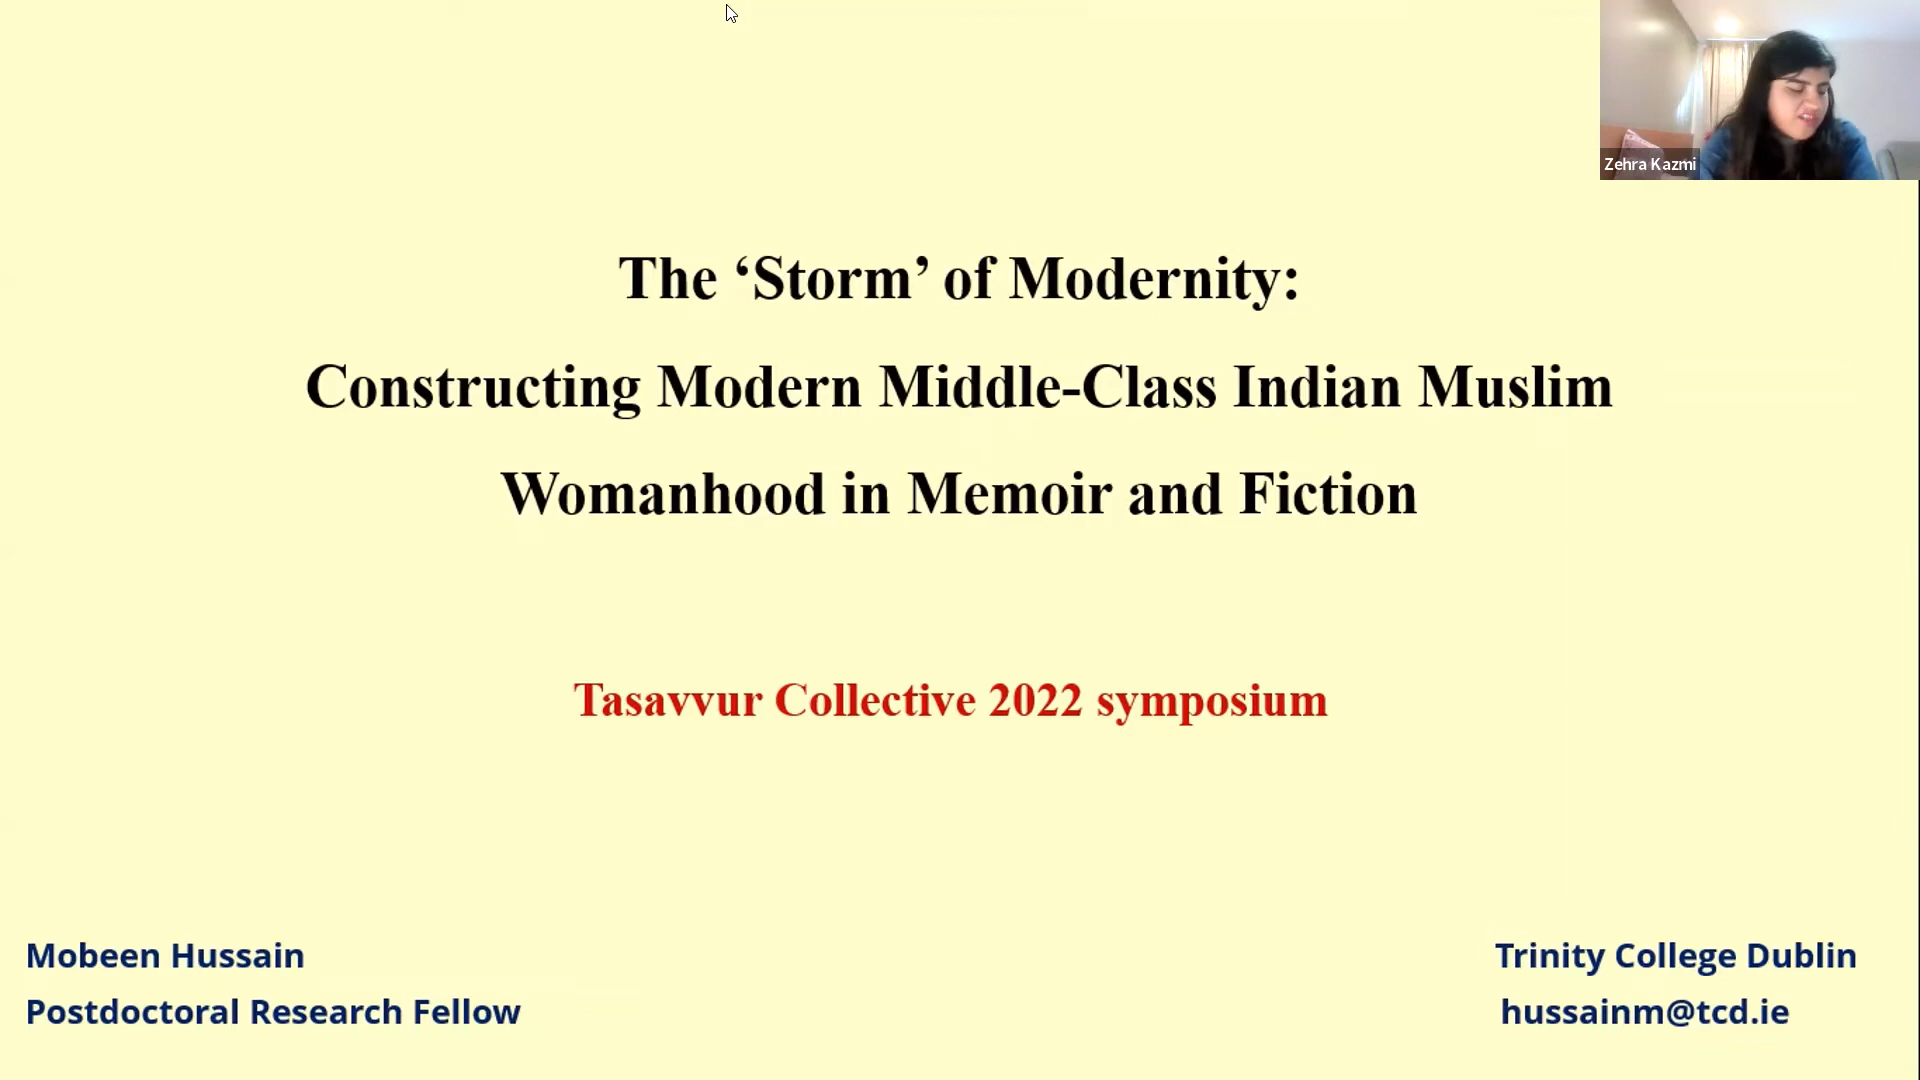 Zehra Kazmi
The ‘Storm’ of Modernity:
Constructing Modern Middle-Class Indian Muslim
Womanhood in Memoir and Fiction
Tasavvur Collective 2022 symposium
Mobeen Hussain
Postdoctoral Research Fellow
Trinity College Dublin
hussainm@tcd.ie